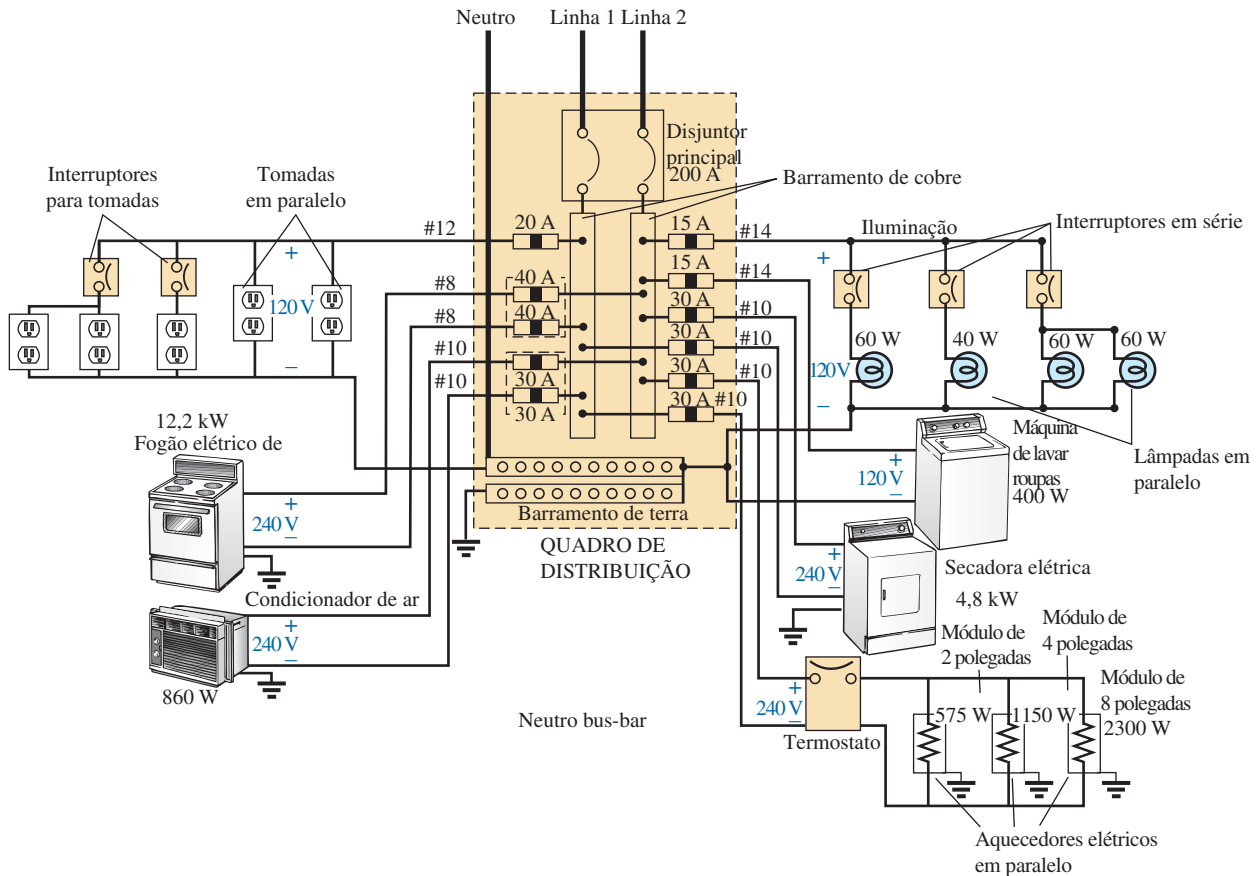 Neutro
Linha 1
Linha 2
Disjuntor
principal
200 A
Barramento de cobre
Interruptores
para tomadas
Tomadas
em paralelo
#12
20 A
15 A
#14
Iluminação
Interruptores em série
+
120 V
–
#8
40 A
#8
40 A
#10
30 A
#10
30 A
15 A
#14
30 A
#10
30 A
#10
30 A
#10
30 A
#10
+
120 V
–
60 W
40 W
60 W
60 W
Lâmpadas em
paralelo
12,2 kW
Fogão elétrico de
+
240 V
–
Barramento de terra
QUADRO DE
DISTRIBUIÇÃO
Máquina
de lavar
roupas
400 W
+
120 V
–
Condicionador de ar
+
240 V
–
860 W
Secadora elétrica
4,8 kW
+
240 V
–
Neutro bus-bar
+
240 V
–
Termostato
Módulo de
2 polegadas
Módulo de
4 polegadas
Módulo de
8 polegadas
575 W
1150 W
2300 W
Aquecedores elétricos
em paralelo